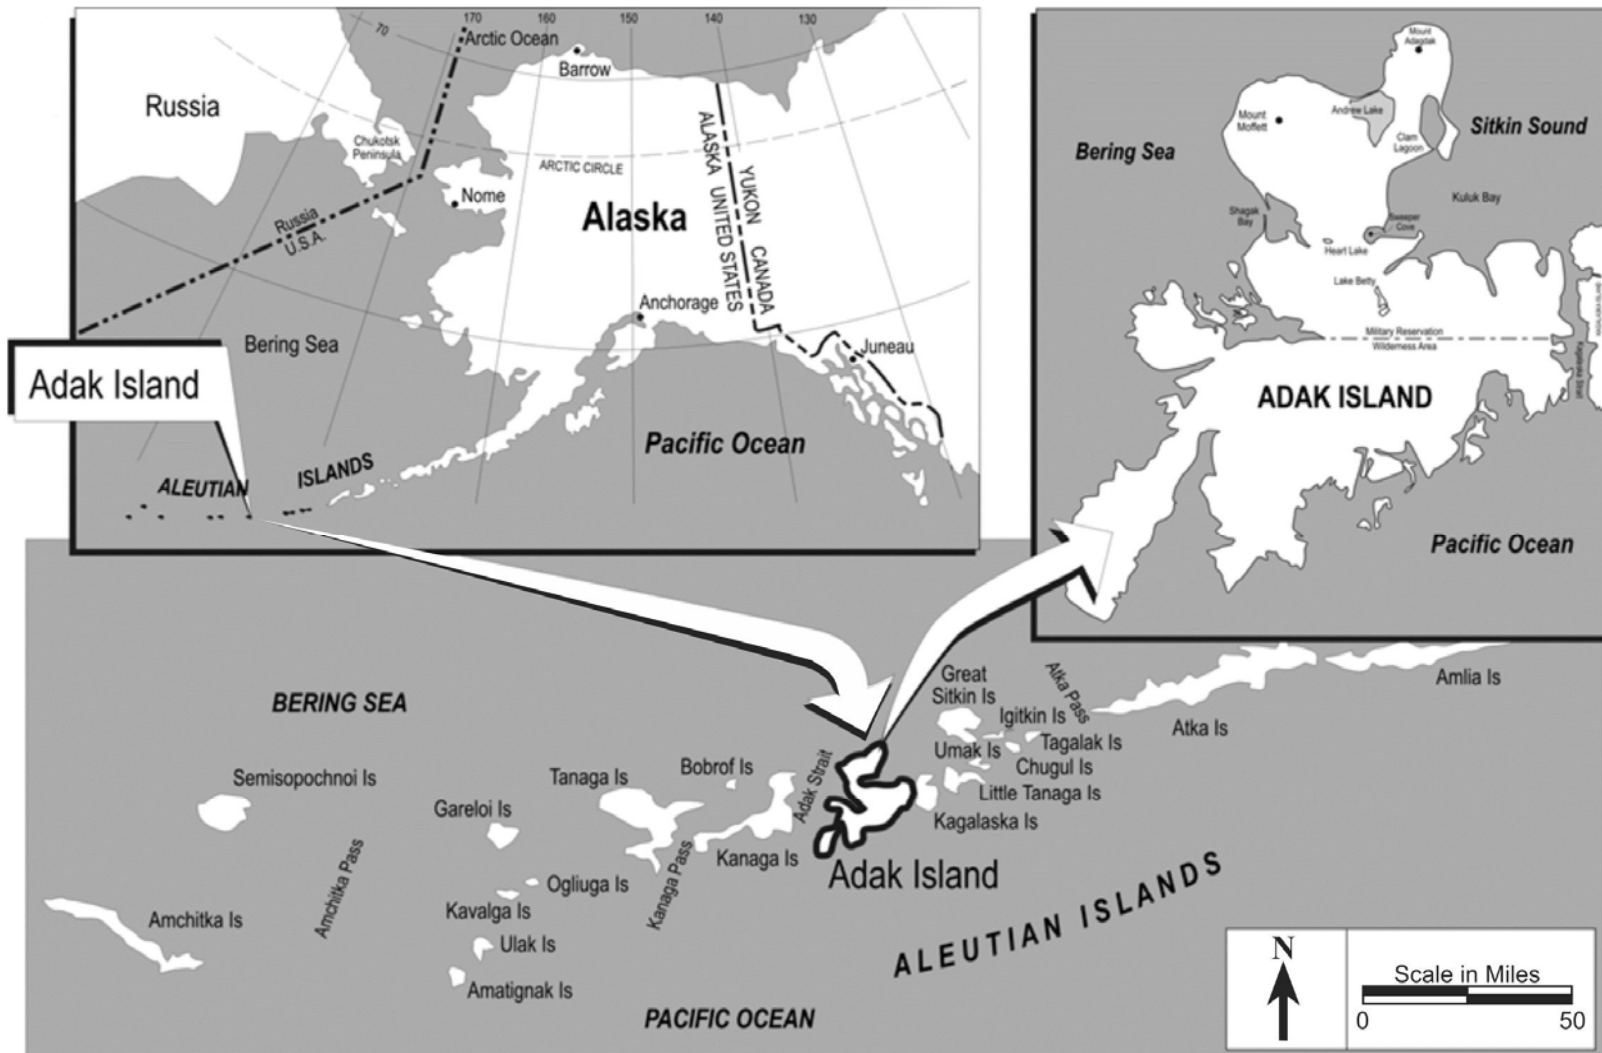 170
160
150
140
130
70
Arctic Ocean
Barrow
Russia
Chukotsk
Peninsula
ARCTIC CIRCLE
Nome
Alaska
ALASKA UNITED STATES
YUKON CANADA
Russia
U.S.A.
Anchorage
Juneau
Bering Sea
Adak Island
Pacific Ocean
ALEUTIAN
ISLANDS
Mount
Adagdak
Mount
Moffett
Andrew Lake
Clam
Lagoon
Sitkin Sound
Bering Sea
Kuluk Bay
Shagak
Bay
Sweeper
Cove
Heart Lake
Lake Betty
Military Reservation
Wilderness Area
Kagalaska Strait
ADAK ISLAND
Pacific Ocean
BERING SEA
Great
Sitkin Is
Atka Pass
Igitkin Is
Amlia Is
Atka Is
Umak Is
Tagalak Is
Chugul Is
Little Tanaga Is
Kagalaska Is
Semisopochnoi Is
Tanaga Is
Bobrof Is
Adak Strait
Gareloi Is
Kanaga Is
Adak Island
Kanaga Pass
Ogliuga Is
Amchitka Pass
Amchitka Is
Kavalga Is
Ulak Is
Amatignak Is
ALEUTIAN ISLANDS
PACIFIC OCEAN
N
Scale in Miles
0
50